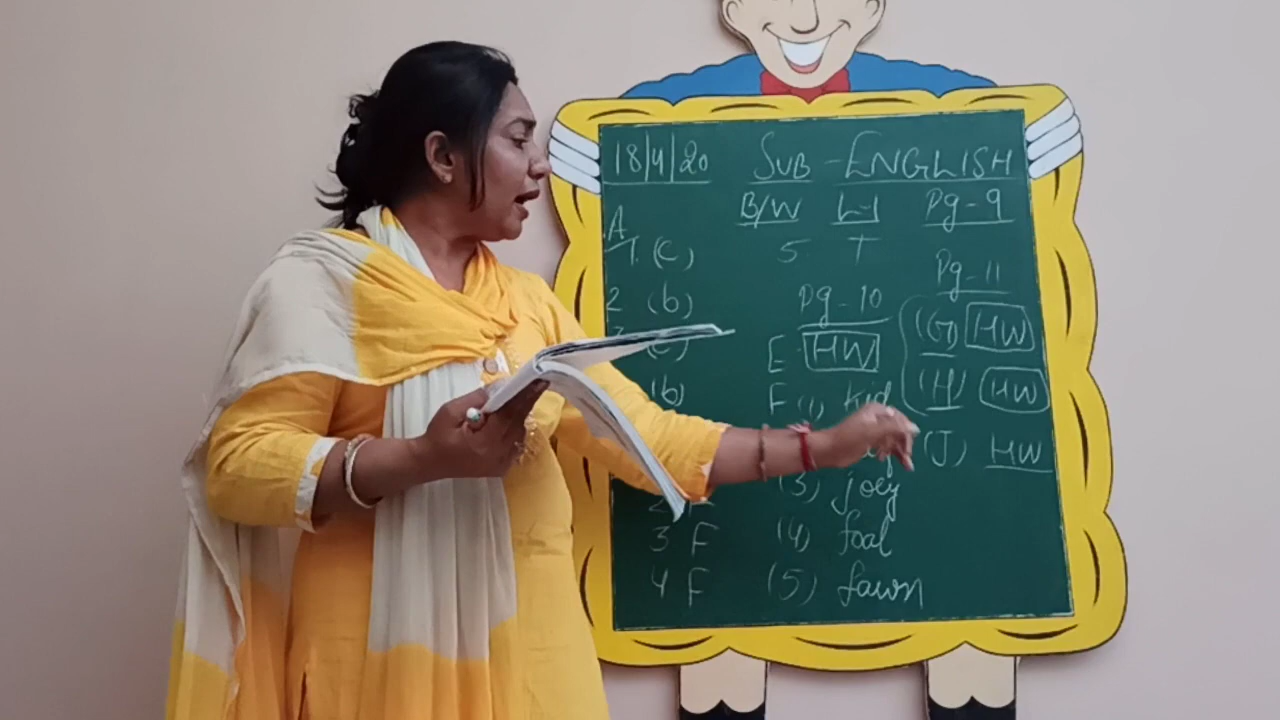 18/4/20 SUB - ENGLISH
B/W L-1 Pg-9
A
1. (c) 5 T
2 (b)
(b)
3 F
4 F
Pg-10
E HW
F (1) kid
(3) joey
(4) foal
(5) fawn
Pg-11
(G) HW
(H) HW
(J) HW